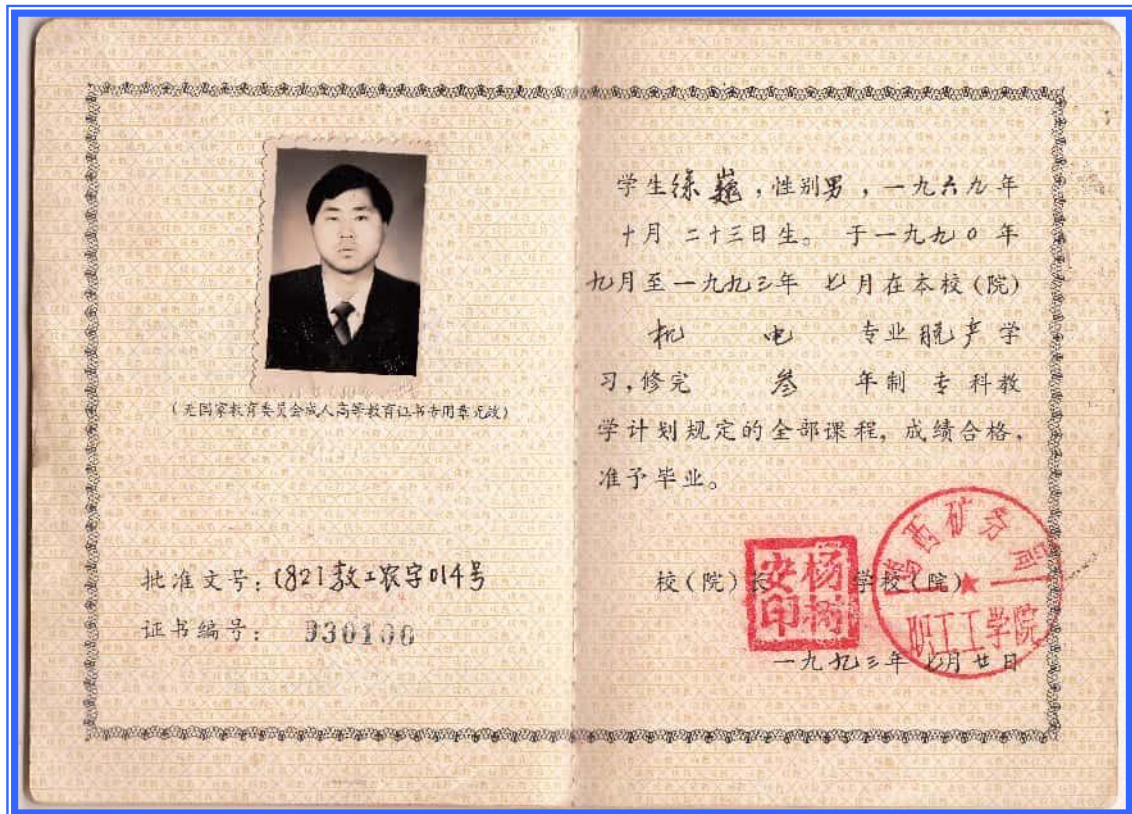 (无国家教育委员会成人高等教育证书专用章无效)
批准文号：(82)教工农字014号
证书编号： 930100
学生徐巍，性别男，一九六九年
十月 二十三日生。 于一九九0年
九月至一九九三年 七月在本校(院)
机 电 专业脱产学
习，修完 叁 年制 专 科教
学计划规定的全部课程，成绩合格，
准予毕业。
校(院)长 学校(院)
杨树
安印
鸡西矿务局
职工工学院
一九九三年 七月廿日